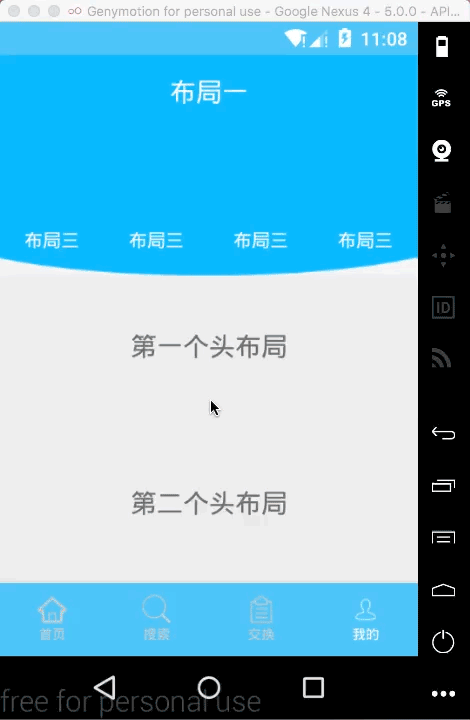 Genymotion for personal use - Google Nexus 4 - 5.0.0 - API...
11:08
GPS
布局一
布局三 布局三 布局三 布局三
ID
第一个头布局
第二个头布局
首页 搜索 交换 我的
free for personal use